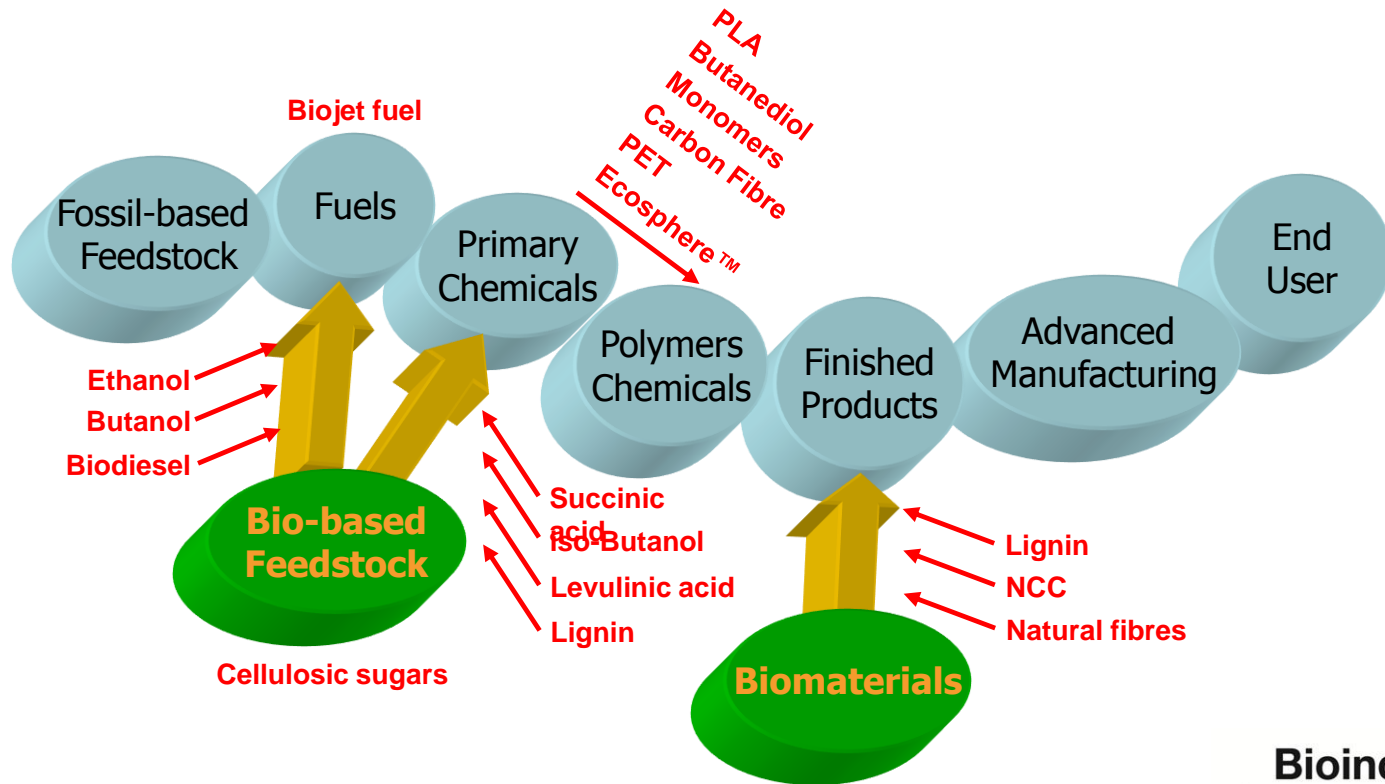 PLA
Butanediol
Monomers
Carbon Fibre
PET
Ecosphere ™
Biojet fuel
Fossil-based
Feedstock
Fuels
Primary
Chemicals
Polymers
Chemicals
Finished
Products
Advanced
Manufacturing
End
User
Ethanol
Butanol
Biodiesel
Bio-based
Feedstock
Cellulosic sugars
Succinic
acid
Iso-Butanol
Levulinic acid
Lignin
Lignin
NCC
Natural fibres
Biomaterials